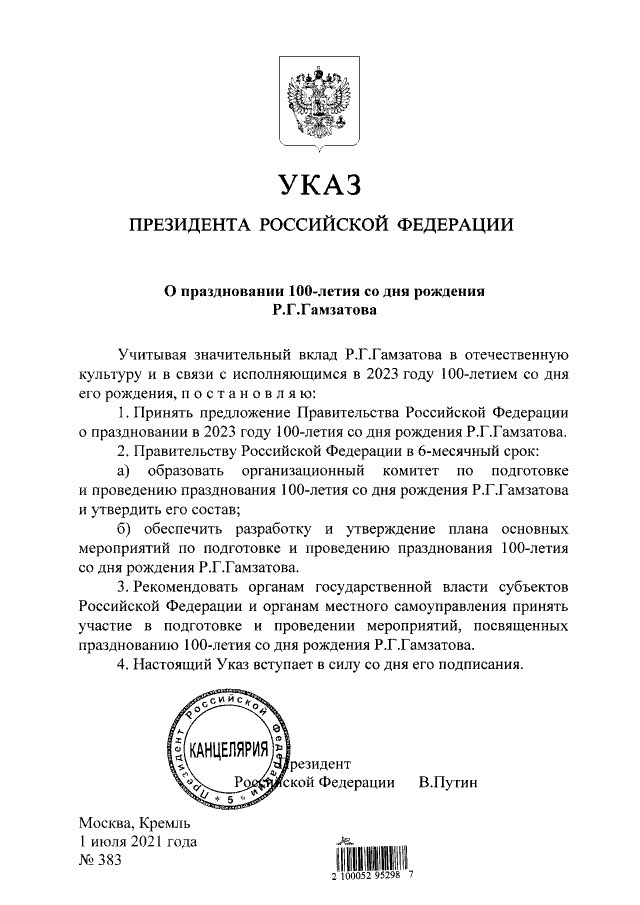 УКАЗ
ПРЕЗИДЕНТА РОССИЙСКОЙ ФЕДЕРАЦИИ
О праздновании 100-летия со дня рождения
Р.Г.Гамзатова
Учитывая значительный вклад Р.Г.Гамзатова в отечественную
культуру и в связи с исполняющимся в 2023 году 100-летием со дня
его рождения, п о с т а н о в л я ю:
1. Принять предложение Правительства Российской Федерации
о праздновании в 2023 году 100-летия со дня рождения Р.Г.Гамзатова.
2. Правительству Российской Федерации в 6-месячный срок:
а) образовать организационный комитет по подготовке
и проведению празднования 100-летия со дня рождения Р.Г.Гамзатова
и утвердить его состав;
б) обеспечить разработку и утверждение плана основных
мероприятий по подготовке и проведению празднования 100-летия
со дня рождения Р.Г.Гамзатова.
3. Рекомендовать органам государственной власти субъектов
Российской Федерации и органам местного самоуправления принять
участие в подготовке и проведении мероприятий, посвященных
празднованию 100-летия со дня рождения Р.Г.Гамзатова.
4. Настоящий Указ вступает в силу со дня его подписания.
Президент Российской Федерации * 5 *
КАНЦЕЛЯРИЯ
Президент
Российской Федерации В.Путин
Москва, Кремль
1 июля 2021 года
№ 383
2 100052 95298 7